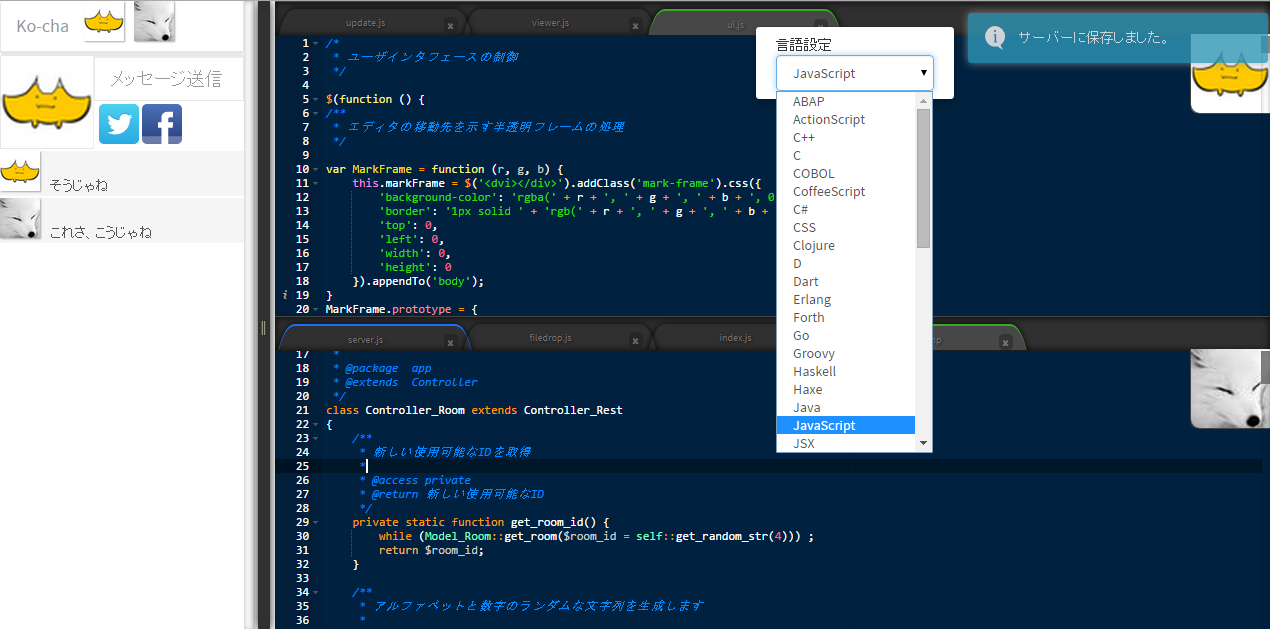 Ko-cha
メッセージ送信
そうじゃね
これさ、こうじゃね
update.js
viewer.js
ui.js
1 /*
2 * ユーザインタフェースの制御
3 */
4
5 $(function () {
6 /**
7 * エディタの移動先を示す半透明フレームの処理
8 */
9
10 var MarkFrame = function (r, g, b) {
11 this.markFrame = $('<dvi></div>').addClass('mark-frame').css({
12 'background-color': 'rgba(' + r + ', ' + g + ', ' + b + ', 0
13 'border': '1px solid ' + 'rgb(' + r + ', ' + g + ', ' + b +
14 'top': 0,
15 'left': 0,
16 'width': 0,
17 'height': 0
18 }).appendTo('body');
19 }
20 MarkFrame.prototype = {
言語設定
JavaScript
ABAP
ActionScript
C++
C
COBOL
CoffeeScript
C#
CSS
Clojure
D
Dart
Erlang
Forth
Go
Groovy
Haskell
Haxe
Java
JavaScript
JSX
サーバーに保存しました。
server.js
filedrop.js
index.js
17 *
18 * @package app
19 * @extends Controller
20 */
21 class Controller_Room extends Controller_Rest
22 {
23 /**
24 * 新しい使用可能なIDを取得
25 *
26 * @access private
27 * @return 新しい使用可能なID
28 */
29 private static function get_room_id() {
30 while (Model_Room::get_room($room_id = self::get_random_str(4))) ;
31 return $room_id;
32 }
33
34 /**
35 * アルファベットと数字のランダムな文字列を生成します
36 *